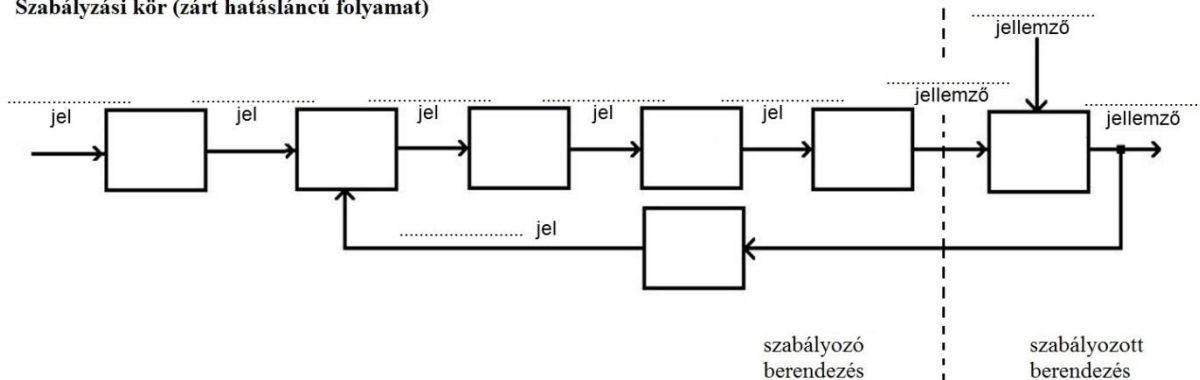 Szabályzási kör (zárt hatásláncú folyamat)
.......................... jellemző
.......................... jel
.......................... jel
.......................... jel
.......................... jel
.......................... jel
.......................... jellemző
.......................... jellemző
.......................... jel
szabályozó
berendezés
szabályozott
berendezés